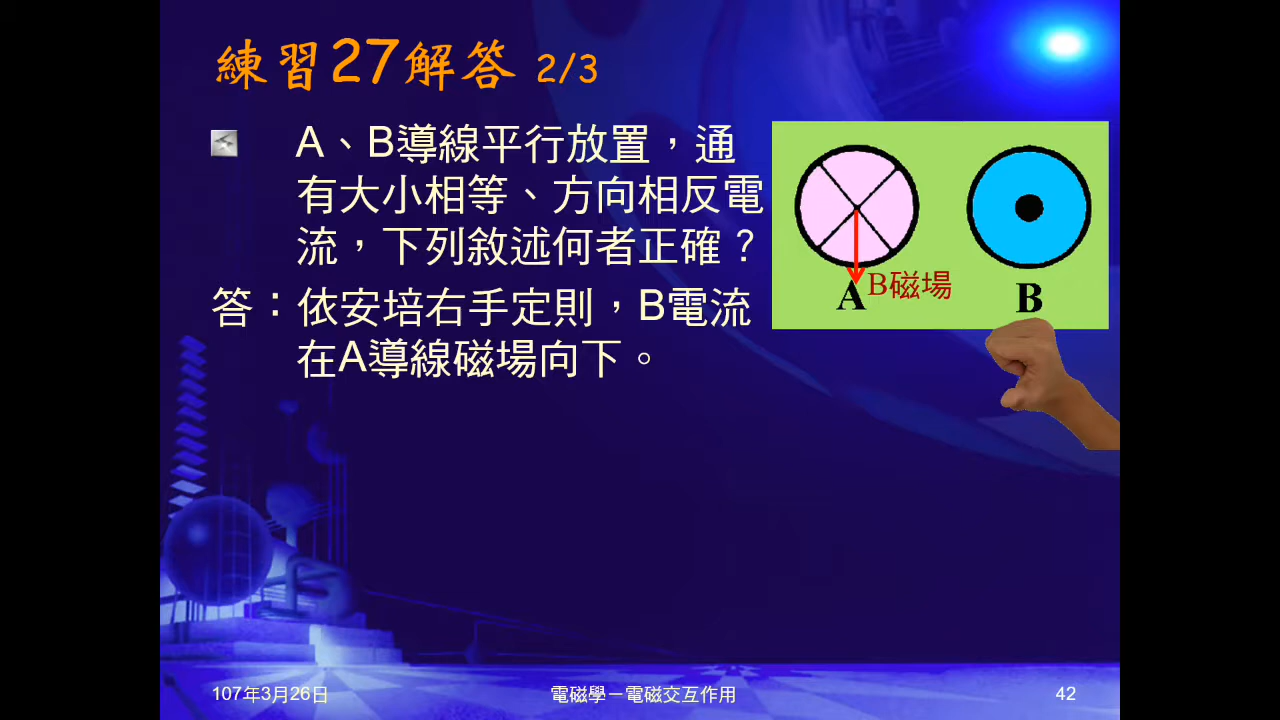 練習27解答 2/3
A、B導線平行放置，通
有大小相等、方向相反電
流，下列敘述何者正確？
答：依安培右手定則，B電流
在A導線磁場向下。
B磁場
A
B
107年3月26日
電磁學－電磁交互作用
42